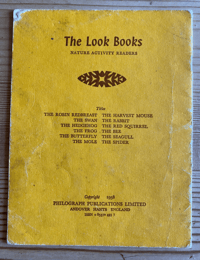 The Look Books
NATURE ACTIVITY READERS
Titles
THE ROBIN REDBREAST THE HARVEST MOUSE
THE SWAN THE RABBIT
THE HEDGEHOG THE RED SQUIRREL
THE FROG THE BEE
THE BUTTERFLY THE SEAGULL
THE MOLE THE SPIDER
Copyright
PHILOGRAPH PUBLICATIONS LIMITED
ANDOVER HANTS ENGLAND